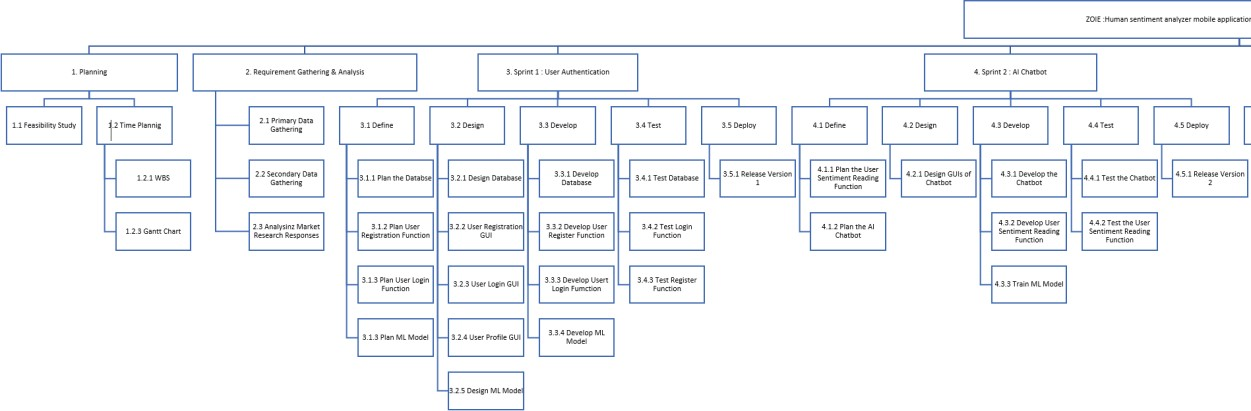 ZOIE :Human sentiment analyzer mobile application
1. Planning
2. Requirement Gathering & Analysis
3. Sprint 1 : User Authentication
4. Sprint 2 : AI Chatbot
1.1 Feasibility Study
1.2 Time Plannig
2.1 Primary Data
Gathering
3.1 Define
3.2 Design
3.3 Develop
3.4 Test
3.5 Deploy
4.1 Define
4.2 Design
4.3 Develop
4.4 Test
4.5 Deploy
1.2.1 WBS
2.2 Secondary Data
Gathering
3.1.1 Plan the Databse
3.2.1 Design Database
3.3.1 Develop
Database
3.4.1 Test Database
3.5.1 Release Version
1
4.1.1 Plan the User
Sentiment Reading
Function
4.2.1 Design GUIs of
Chatbot
4.3.1 Develop the
Chatbot
4.4.1 Test the Chatbot
4.5.1 Release Version
2
1.2.3 Gantt Chart
2.3 Analysinz Market
Research Responses
3.1.2 Plan User
Registration Function
3.2.2 User Registration
GUI
3.3.2 Develop User
Register Function
3.4.2 Test Login
Function
4.1.2 Plan the AI
Chatbot
4.3.2 Develop User
Sentiment Reading
Function
4.4.2 Test the User
Sentiment Reading
Function
3.1.3 Plan User Login
Function
3.2.3 User Login GUI
3.3.3 Develop Usert
Login Fumction
3.4.3 Test Register
Function
4.3.3 Train ML Model
3.1.3 Plan ML Model
3.2.4 User Profile GUI
3.3.4 Develop ML
Model
3.2.5 Design ML Model